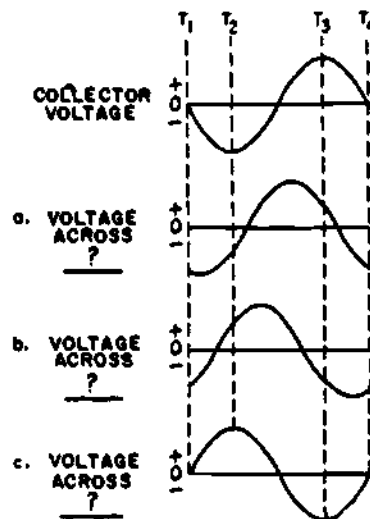 T1 T2 T3 T4
+
COLLECTOR 0
VOLTAGE -
a. VOLTAGE +
ACROSS 0
? -
b. VOLTAGE +
ACROSS 0
? -
c. VOLTAGE +
ACROSS 0
? -